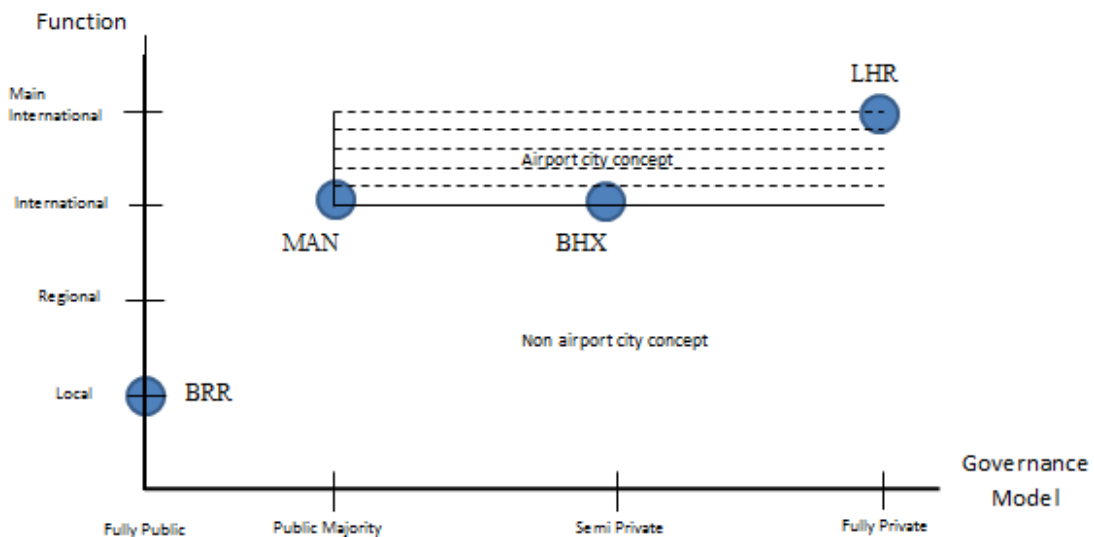 Function
LHR
Main
International
Airport city concept
International
MAN
BHX
Regional
Non airport city concept
Local
BRR
Governance
Model
Fully Public
Public Majority
Semi Private
Fully Private